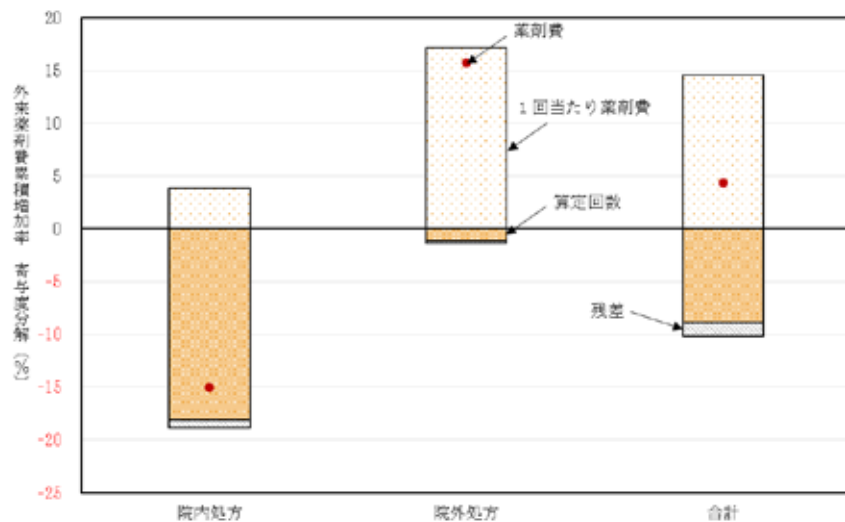 外来薬剤費累積増加率 寄与度分解(%)
20
15
10
5
0
-5
-10
-15
-20
-25
薬剤費
1回当たり薬剤費
算定回数
残差
院内処方
院外処方
合計